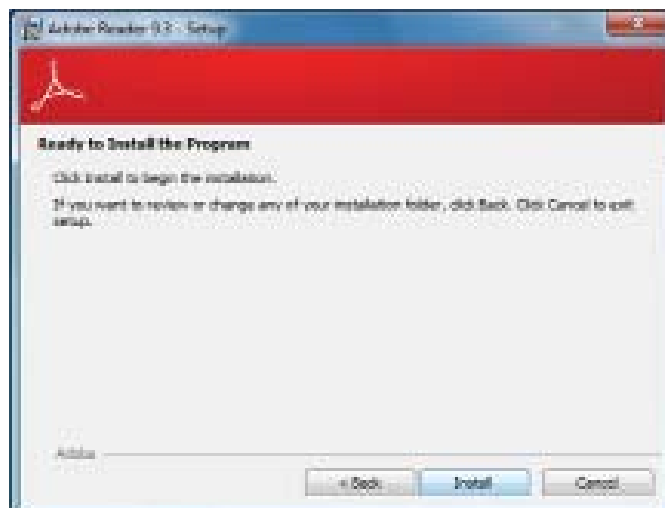 Adobe Reader 9.3 - Setup
Ready to Install the Program
Click Install to begin the installation.
If you want to review or change any of your installation folder, click Back. Click Cancel to exit
setup.
Adobe
< Back
Install
Cancel